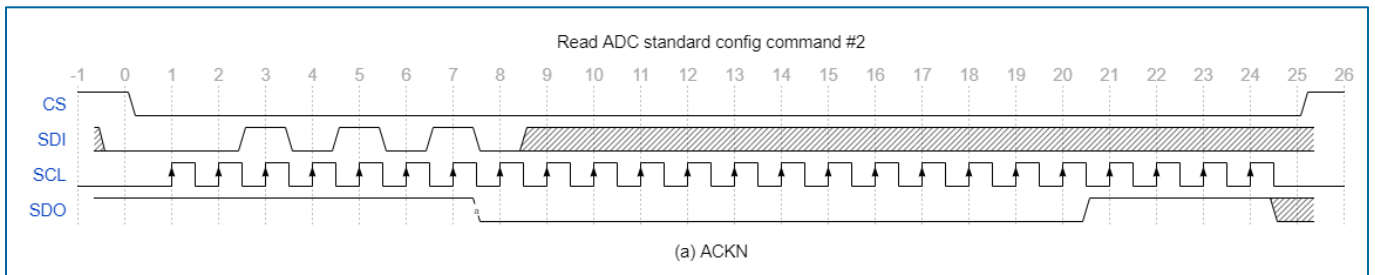 Read ADC standard config command #2
-1 0 1 2 3 4 5 6 7 8 9 10 11 12 13 14 15 16 17 18 19 20 21 22 23 24 25 26
CS
SDI
SCL
SDO
a
(a) ACKN